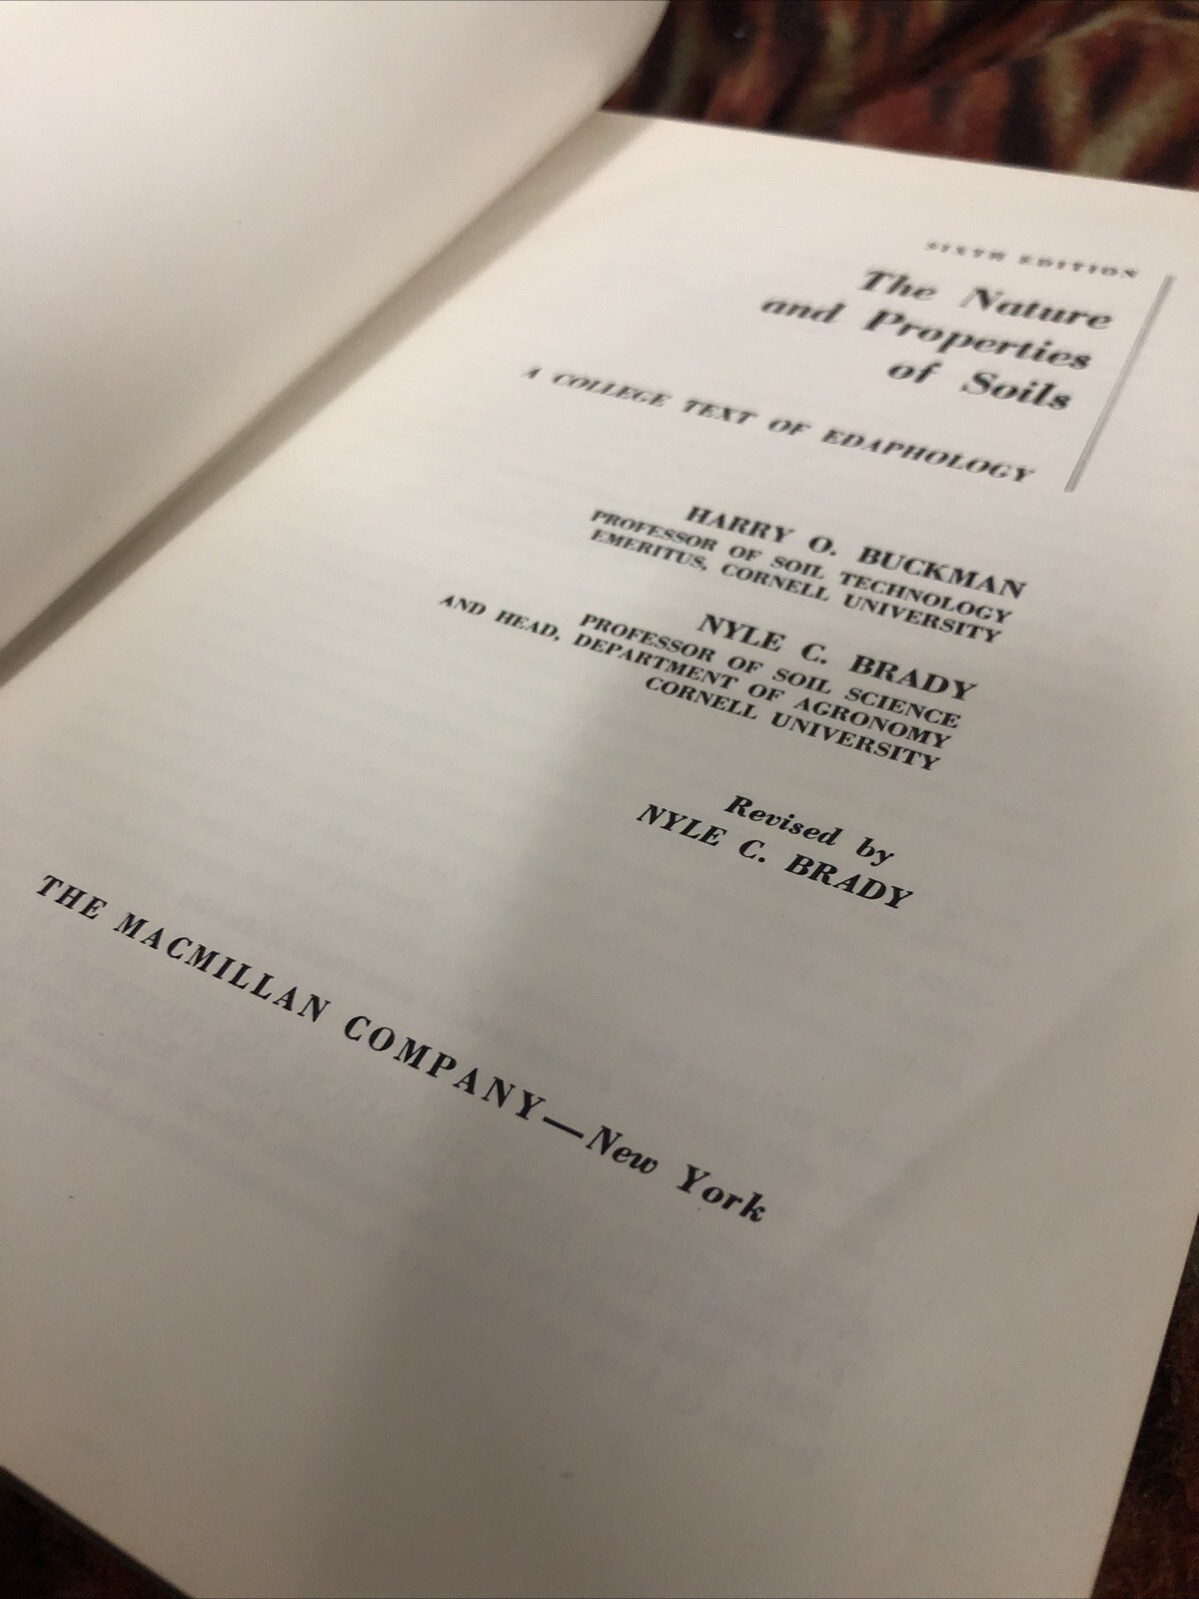 SIXTH EDITION
The Nature
and Properties
of Soils
A COLLEGE TEXT OF EDAPHOLOGY
HARRY O. BUCKMAN
PROFESSOR OF SOIL TECHNOLOGY
EMERITUS, CORNELL UNIVERSITY
NYLE C. BRADY
PROFESSOR OF SOIL SCIENCE
AND HEAD, DEPARTMENT OF AGRONOMY
CORNELL UNIVERSITY
Revised by
NYLE C. BRADY
THE MACMILLAN COMPANY—New York